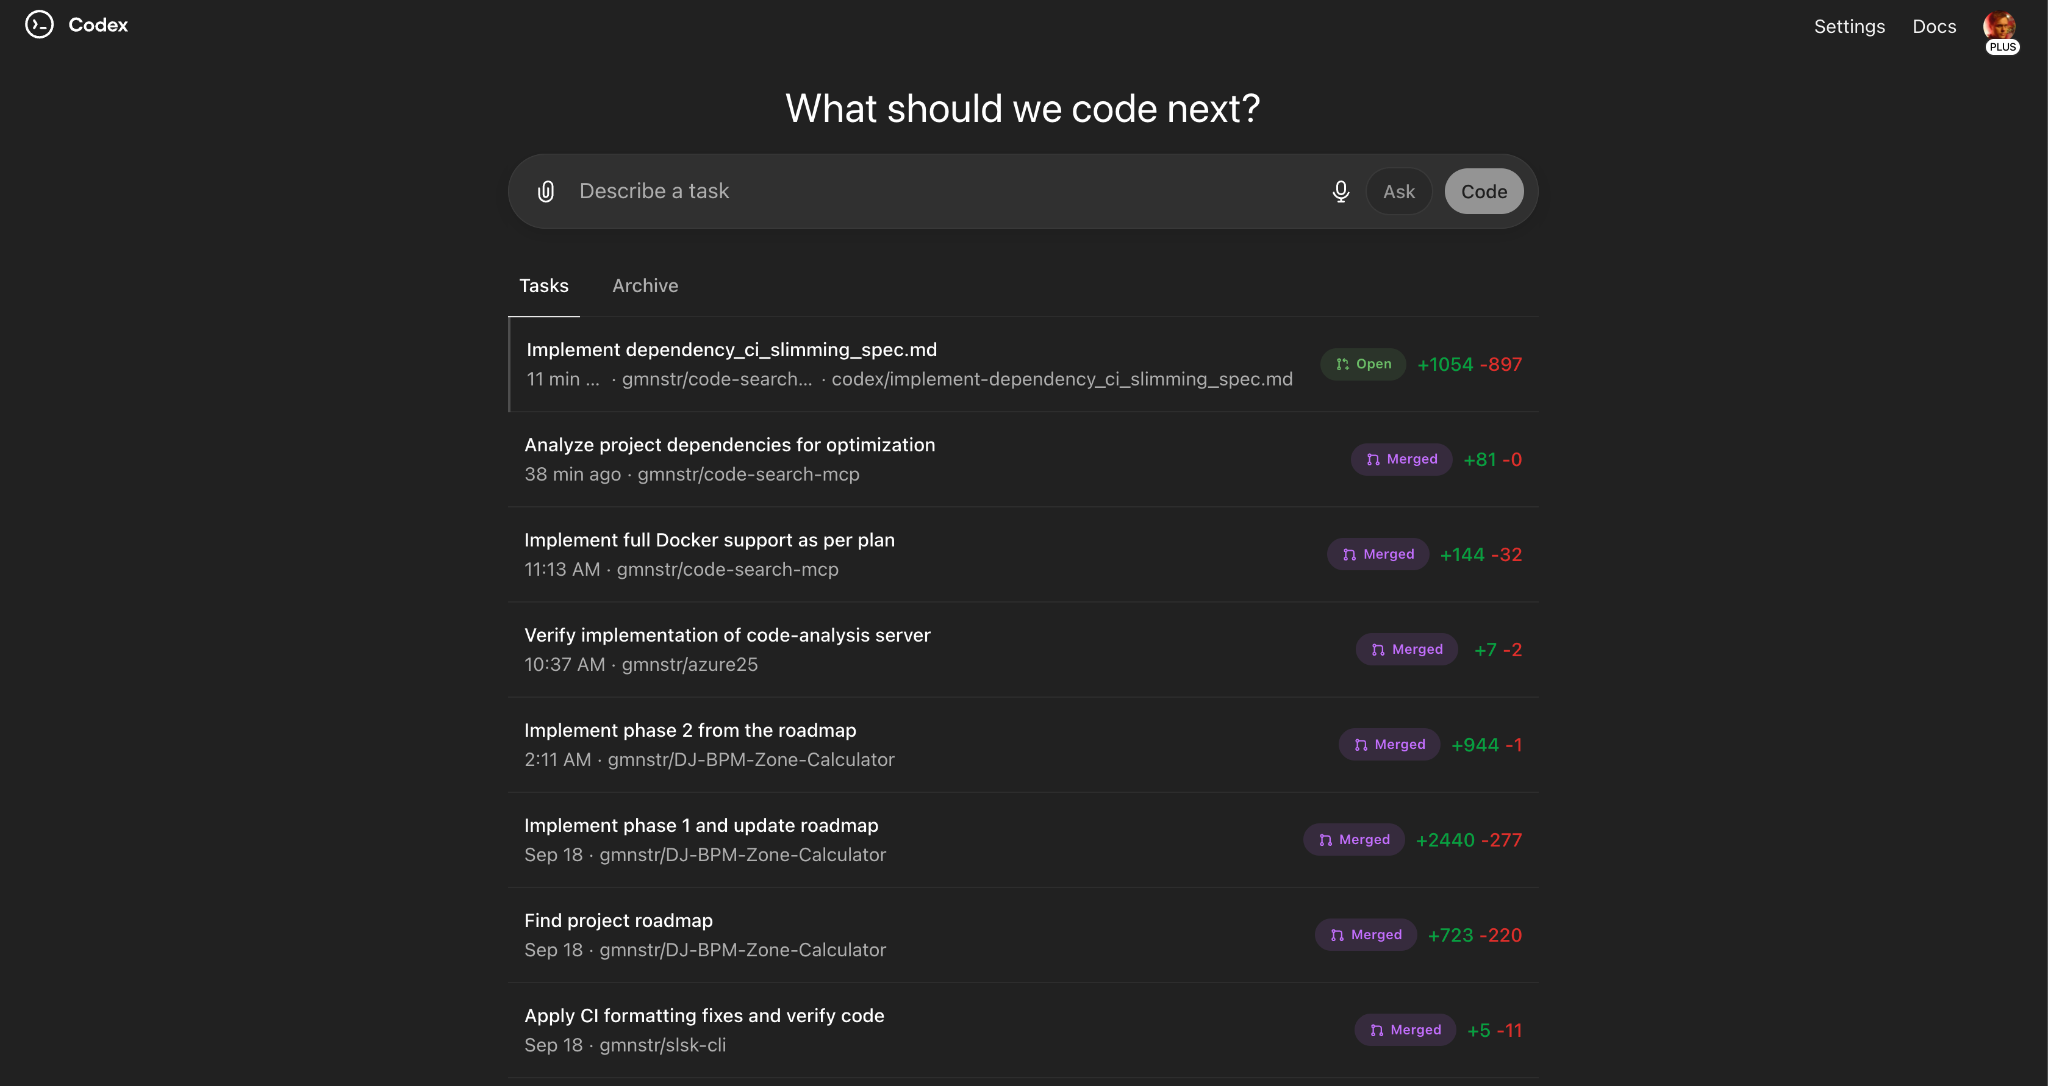 Codex
Settings Docs
PLUS
What should we code next?
Describe a task
Ask Code
Tasks Archive
Implement dependency_ci_slimming_spec.md
11 min ... · gmnstr/code-search... · codex/implement-dependency_ci_slimming_spec.md
Open +1054 -897
Analyze project dependencies for optimization
38 min ago · gmnstr/code-search-mcp
Merged +81 -0
Implement full Docker support as per plan
11:13 AM · gmnstr/code-search-mcp
Merged +144 -32
Verify implementation of code-analysis server
10:37 AM · gmnstr/azure25
Merged +7 -2
Implement phase 2 from the roadmap
2:11 AM · gmnstr/DJ-BPM-Zone-Calculator
Merged +944 -1
Implement phase 1 and update roadmap
Sep 18 · gmnstr/DJ-BPM-Zone-Calculator
Merged +2440 -277
Find project roadmap
Sep 18 · gmnstr/DJ-BPM-Zone-Calculator
Merged +723 -220
Apply CI formatting fixes and verify code
Sep 18 · gmnstr/slsk-cli
Merged +5 -11